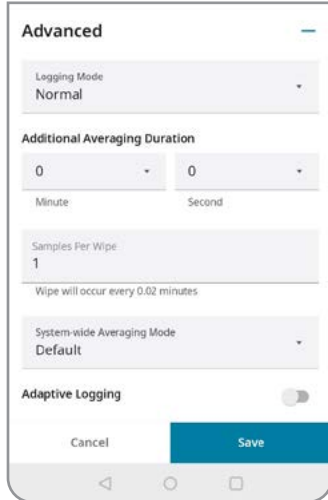 Advanced
Logging Mode
Normal
Additional Averaging Duration
0 0
Minute Second
Samples Per Wipe
1
Wipe will occur every 0.02 minutes
System-wide Averaging Mode
Default
Adaptive Logging
Cancel Save